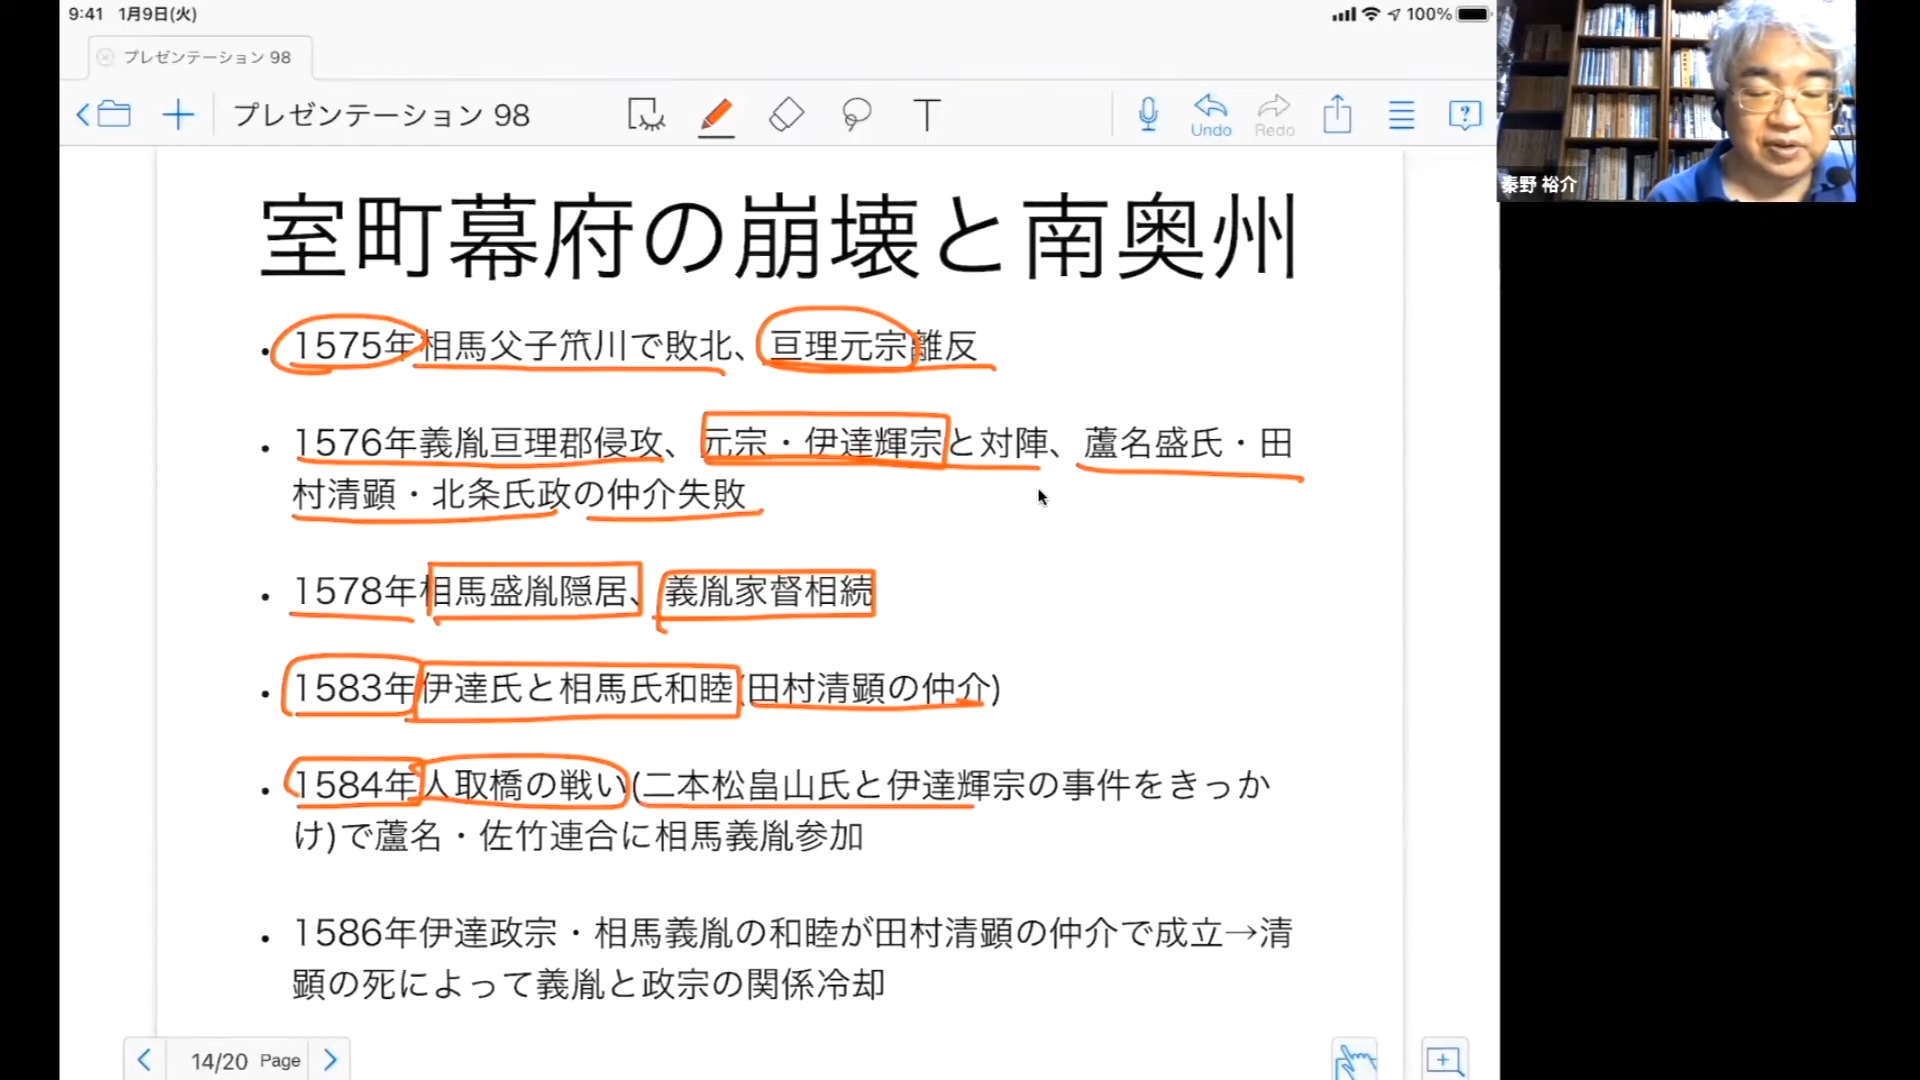 9:41 1月9日(火)
100%
プレゼンテーション 98
プレゼンテーション 98
T
Undo
Redo
?
秦野 裕介
室町幕府の崩壊と南奥州
・1575年相馬父子笊川で敗北、亘理元宗離反
・1576年義胤亘理郡侵攻、元宗・伊達輝宗と対陣、蘆名盛氏・田
村清顕・北条氏政の仲介失敗
・1578年相馬盛胤隠居、義胤家督相続
・1583年伊達氏と相馬氏和睦(田村清顕の仲介)
・1584年人取橋の戦い(二本松畠山氏と伊達輝宗の事件をきっか
け)で蘆名・佐竹連合に相馬義胤参加
・1586年伊達政宗・相馬義胤の和睦が田村清顕の仲介で成立→清
顕の死によって義胤と政宗の関係冷却
14/20 Page